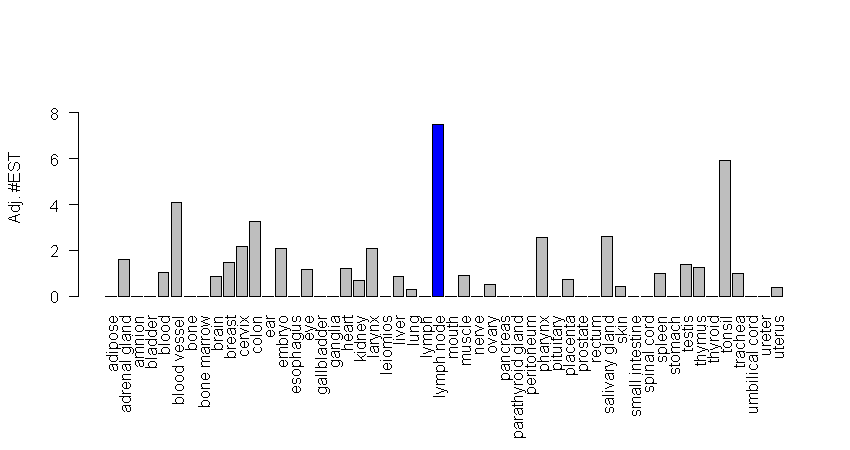 Adj. #EST
8
6
4
2
0
adipose
adrenal gland
amnion
bladder
blood
blood vessel
bone
bone marrow
brain
breast
cervix
colon
ear
embryo
esophagus
eye
gallbladder
ganglia
heart
kidney
larynx
leiomios
liver
lung
lymph
lymph node
mouth
muscle
nerve
ovary
pancreas
parathyroid gland
peritoneum
pharynx
pituitary
placenta
prostate
rectum
salivary gland
skin
small intestine
spinal cord
spleen
stomach
testis
thymus
thyroid
tonsil
trachea
umbilical cord
ureter
uterus